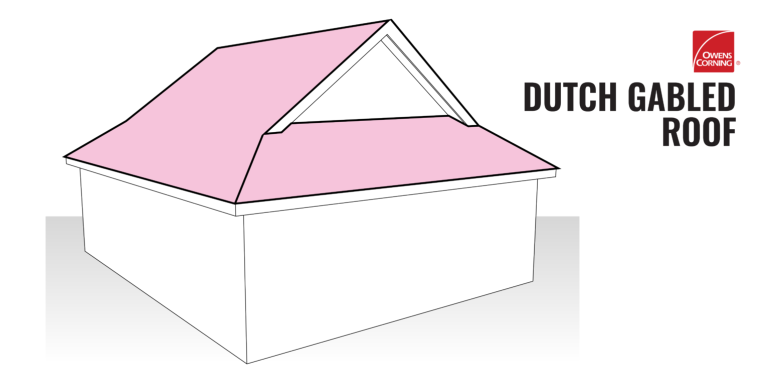 OWENS
CORNING ®
DUTCH GABLED
ROOF